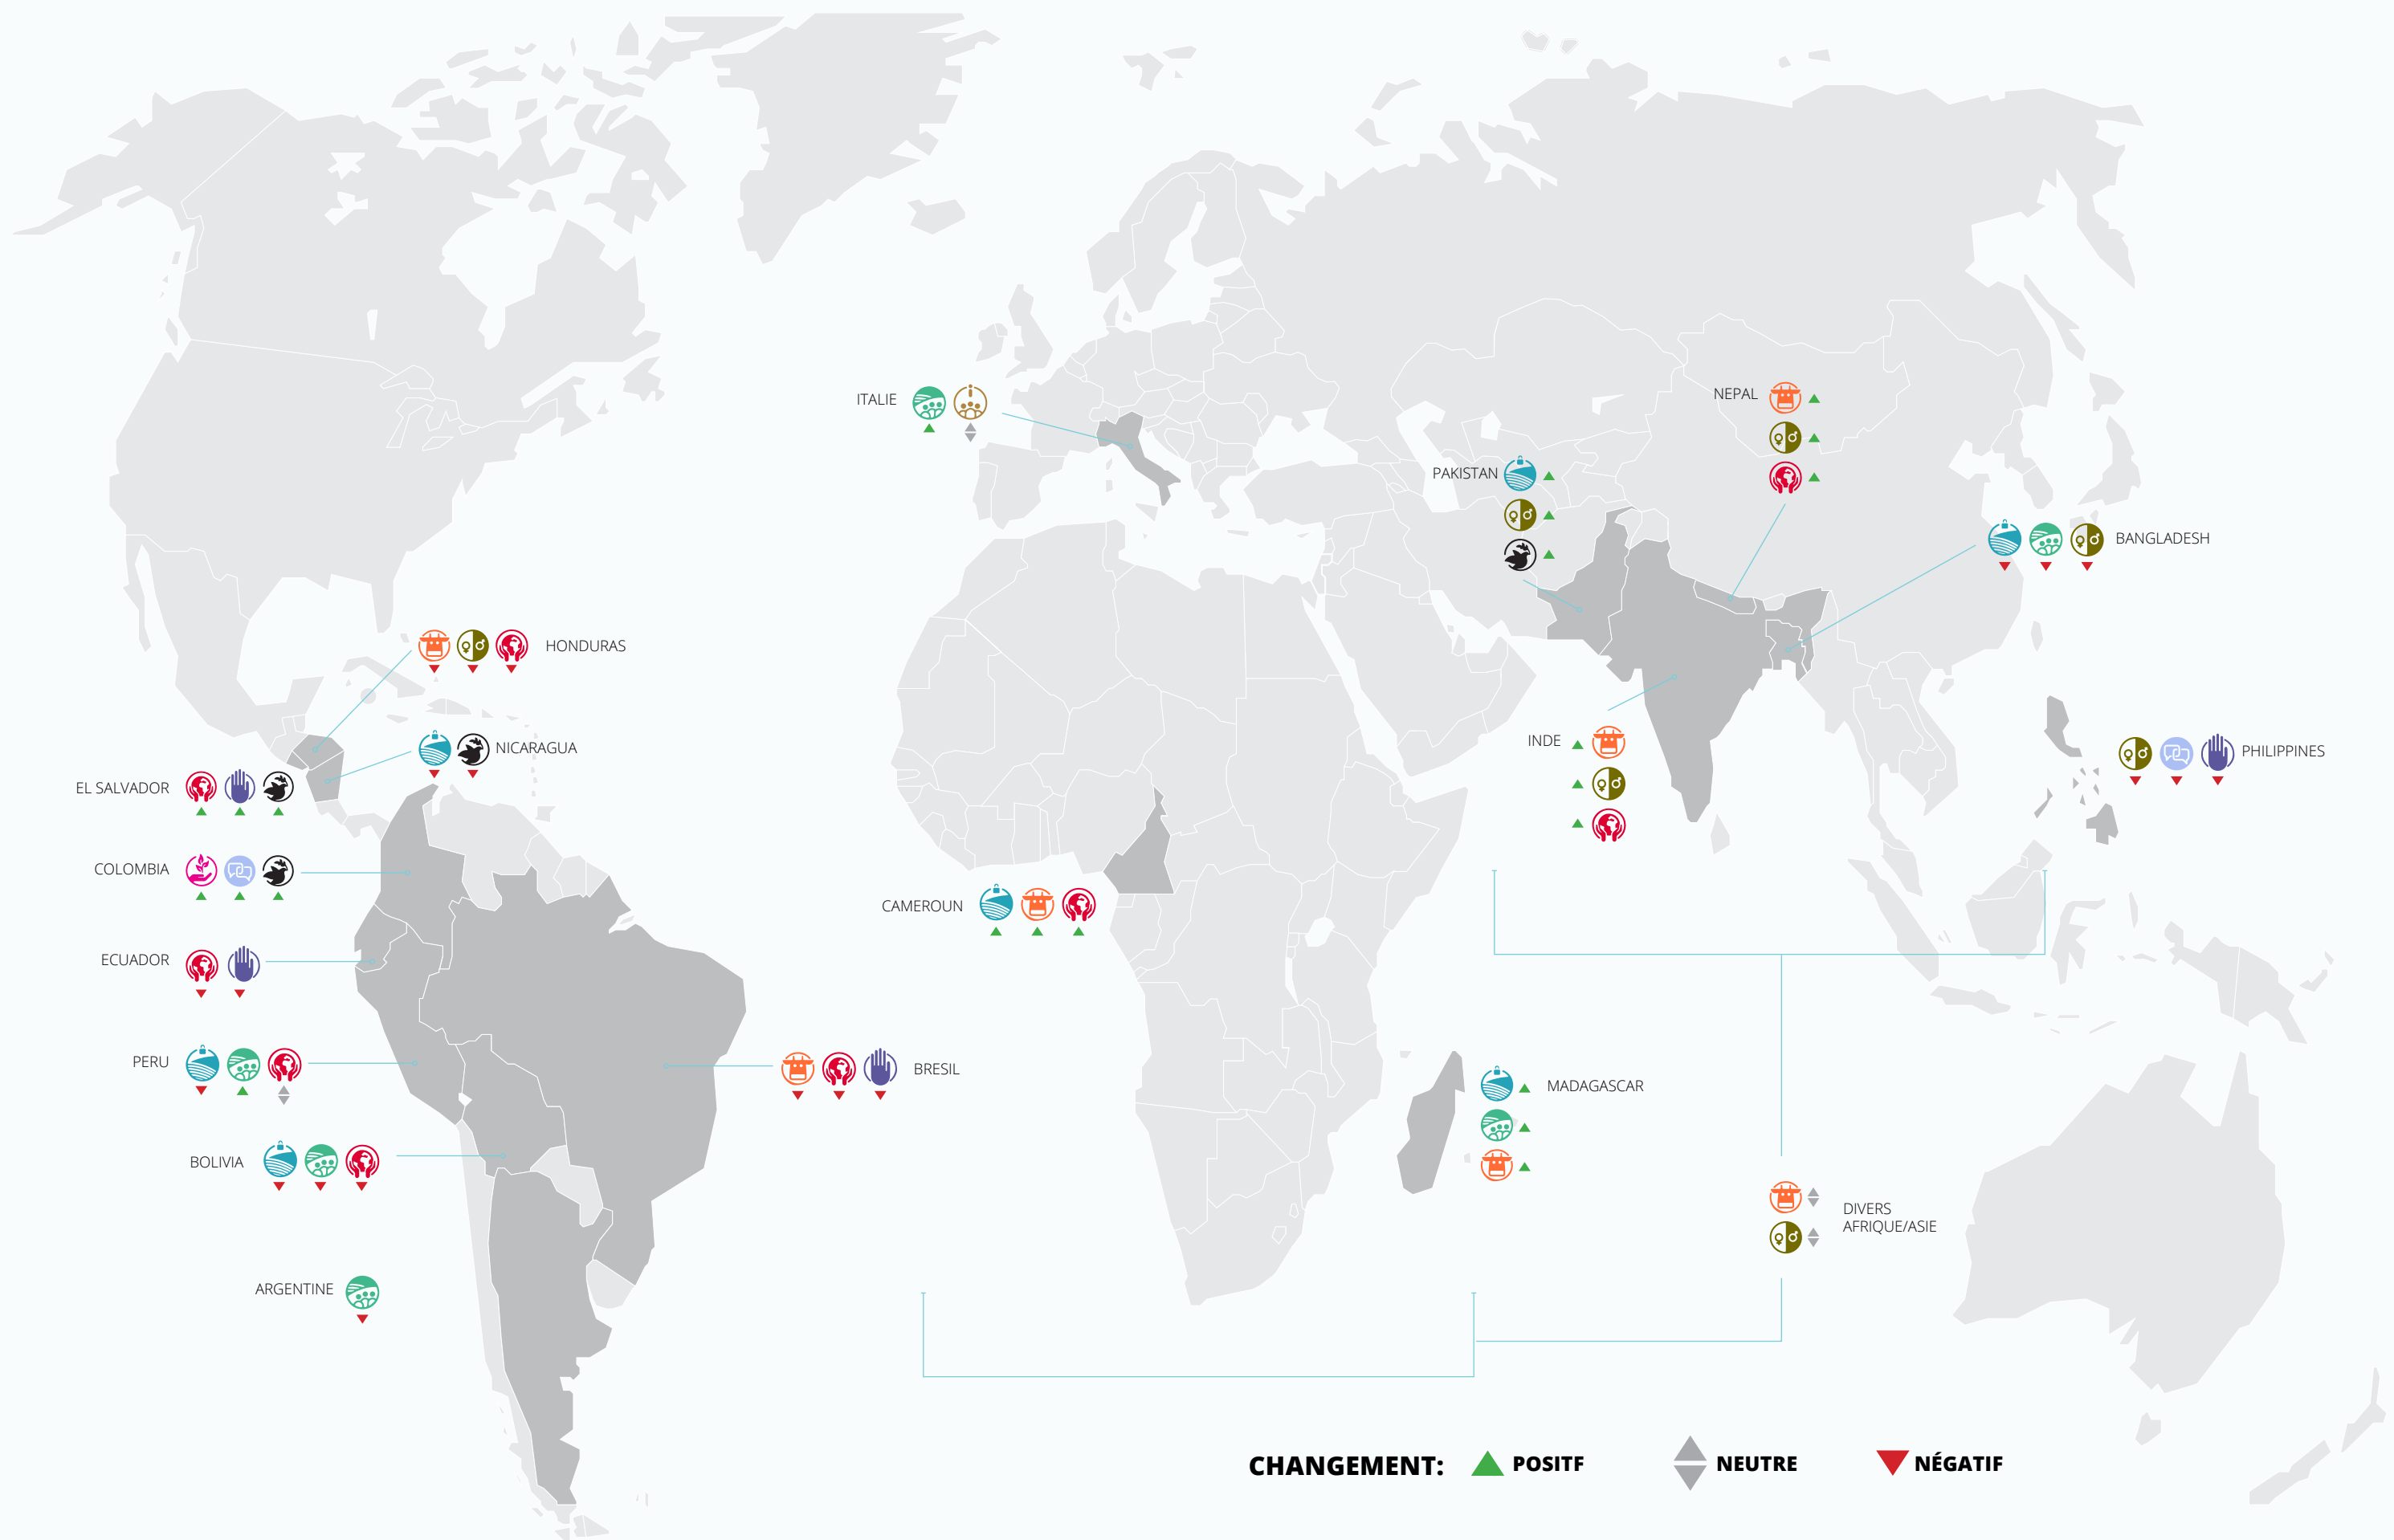 ITALIE
NEPAL
PAKISTAN
BANGLADESH
HONDURAS
NICARAGUA
INDE
PHILIPPINES
EL SALVADOR
COLOMBIA
CAMEROUN
ECUADOR
PERU
BRESIL
MADAGASCAR
BOLIVIA
DIVERS
AFRIQUE/ASIE
ARGENTINE
CHANGEMENT: POSITF NEUTRE NÉGATIF